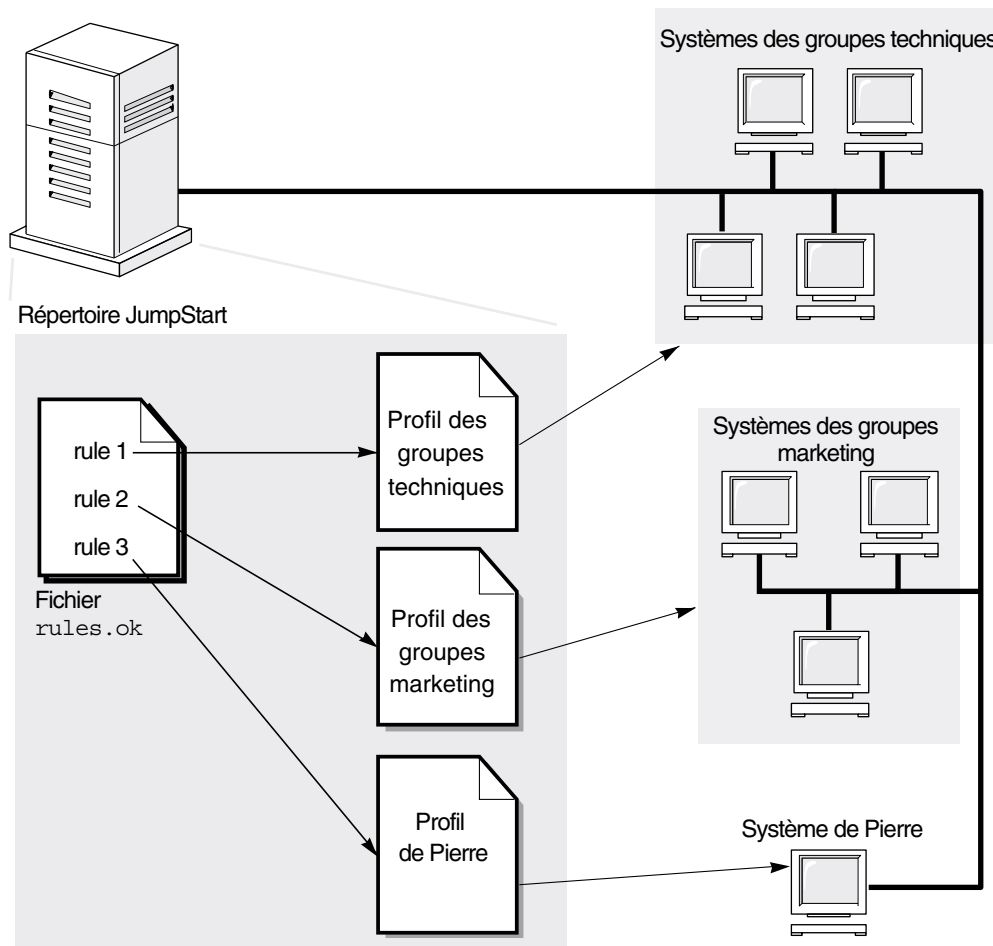 Systèmes des groupes techniques
Répertoire JumpStart
rule 1
rule 2
rule 3
Fichier
rules.ok
Profil des
groupes
techniques
Profil des
groupes
marketing
Profil
de Pierre
Systèmes des groupes
marketing
Système de Pierre